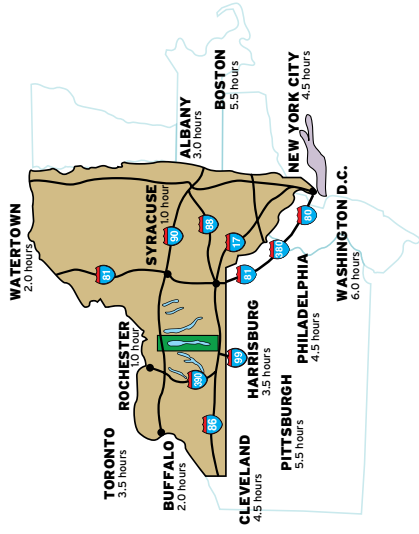 WATERTOWN
2.0 hours
TORONTO
3.5 hours
ROCHESTER
1.0 hour
SYRACUSE
1.0 hour
ALBANY
3.0 hours
BOSTON
5.5 hours
BUFFALO
2.0 hours
CLEVELAND
4.5 hours
PITTSBURGH
5.5 hours
HARRISBURG
3.5 hours
PHILADELPHIA
4.5 hours
WASHINGTON D.C.
6.0 hours
NEW YORK CITY
4.5 hours
81
90
88
17
390
86
99
81
380
80